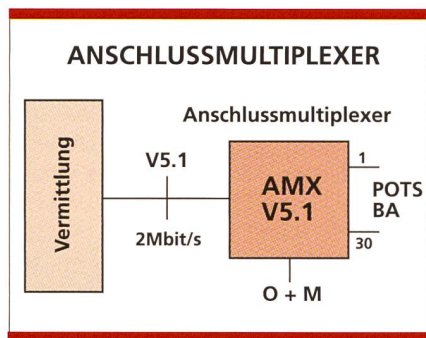 ANSCHLUSSMULTIPLEXER
Anschlussmultiplexer
Vermittlung
V5.1
2Mbit/s
AMX
V5.1
1
POTS
BA
30
O + M